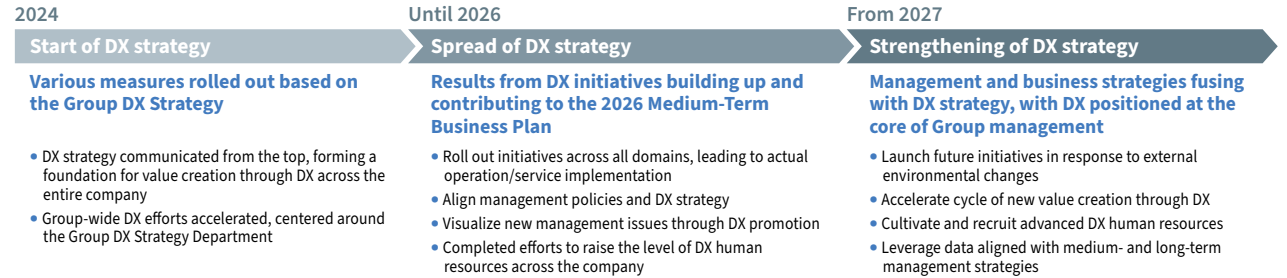 2024
Start of DX strategy
Various measures rolled out based on
the Group DX Strategy
• DX strategy communicated from the top, forming a
foundation for value creation through DX across the
entire company
• Group-wide DX efforts accelerated, centered around
the Group DX Strategy Department
Until 2026
Spread of DX strategy
Results from DX initiatives building up and
contributing to the 2026 Medium-Term
Business Plan
• Roll out initiatives across all domains, leading to actual
operation/service implementation
• Align management policies and DX strategy
• Visualize new management issues through DX promotion
• Completed efforts to raise the level of DX human
resources across the company
From 2027
Strengthening of DX strategy
Management and business strategies fusing
with DX strategy, with DX positioned at the
core of Group management
• Launch future initiatives in response to external
environmental changes
• Accelerate cycle of new value creation through DX
• Cultivate and recruit advanced DX human resources
• Leverage data aligned with medium- and long-term
management strategies